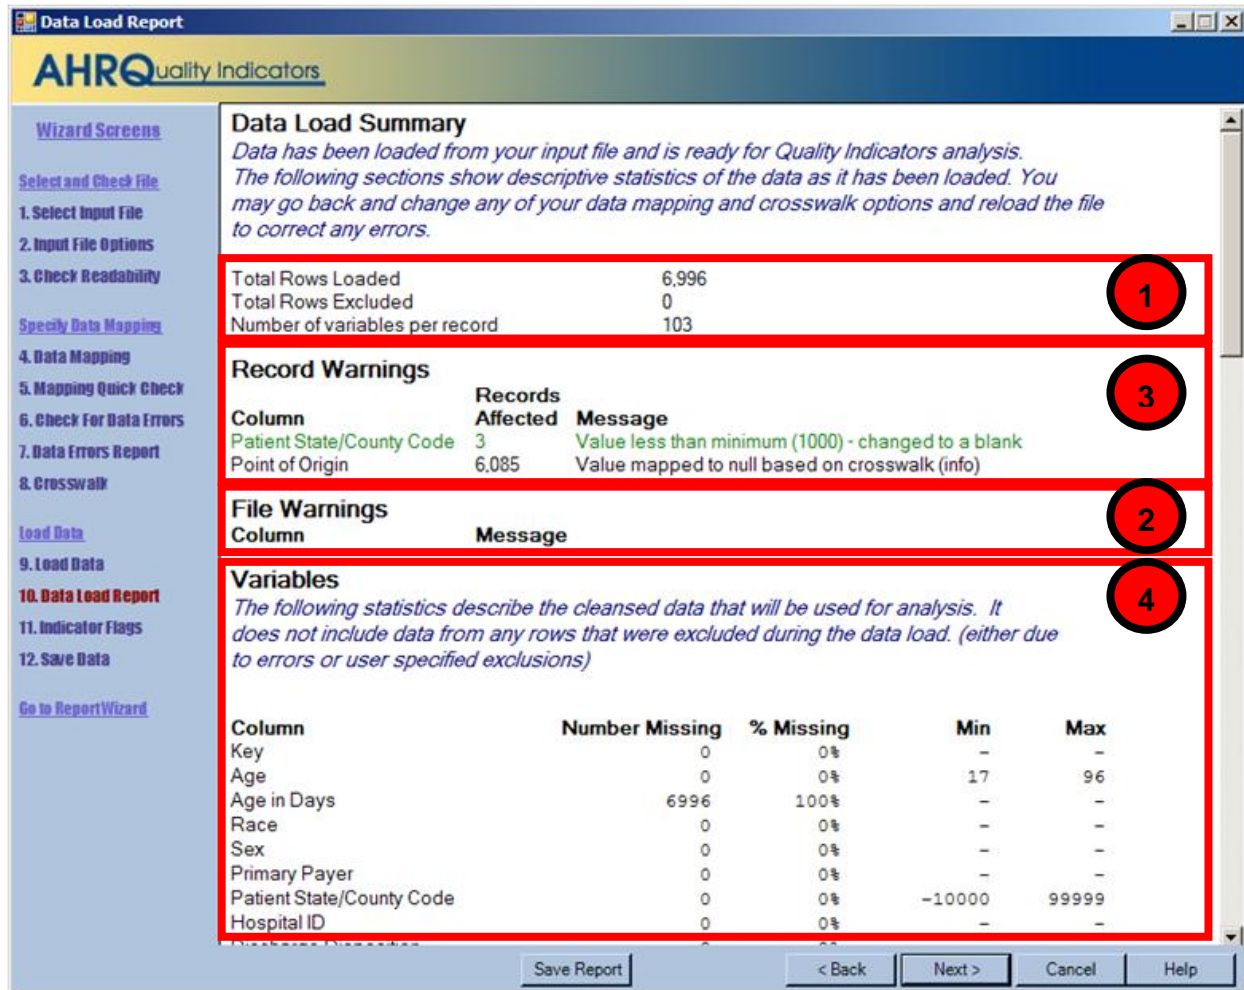 Data Load Report
AHRQuality Indicators
Wizard Screens
Select and Check File
1. Select Input File
2. Input File Options
3. Check Readability
Specify Data Mapping
4. Data Mapping
5. Mapping Quick Check
6. Check For Data Errors
7. Data Errors Report
8. Crosswalk
Load Data
9. Load Data
10. Data Load Report
11. Indicator Flags
12. Save Data
Go to Report Wizard
Data Load Summary
Data has been loaded from your input file and is ready for Quality Indicators analysis.
The following sections show descriptive statistics of the data as it has been loaded. You
may go back and change any of your data mapping and crosswalk options and reload the file
to correct any errors.
Total Rows Loaded 6,996
Total Rows Excluded 0
Number of variables per record 103
1
Record Warnings
Records
Column Affected Message
Patient State/County Code 3 Value less than minimum (1000) - changed to a blank
Point of Origin 6,085 Value mapped to null based on crosswalk (info)
3
File Warnings
Column Message
2
Variables
The following statistics describe the cleansed data that will be used for analysis. It
does not include data from any rows that were excluded during the data load. (either due
to errors or user specified exclusions)
4
Column Number Missing % Missing Min Max
Key 0 0% – –
Age 0 0% 17 96
Age in Days 6996 100% – –
Race 0 0% – –
Sex 0 0% – –
Primary Payer 0 0% – –
Patient State/County Code 0 0% -10000 99999
Hospital ID 0 0% – –
Save Report < Back Next > Cancel Help